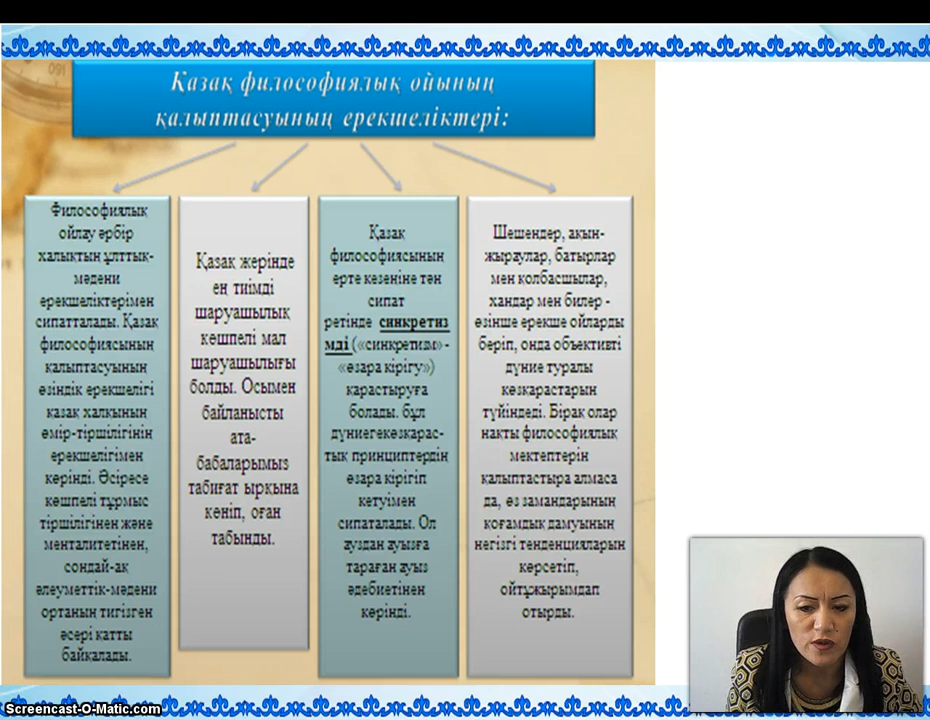 Қазақ философиялық ойының
қалыптасуының ерекшеліктері:
Философиялық
ойлау әрбір
халықтың ұлттық-
мәдени
ерекшеліктерімен
сипатталады. Қазақ
философиясының
қалыптасуының
өзіндік ерекшелігі
қазақ халқының
өмір-тіршілігінің
ерекшелігімен
көрінді. Әсіресе
көшпелі тұрмыс
тіршілігінен және
менталитетінен,
сондай-ақ
әлеуметтік-мәдени
ортаның тигізген
әсері қатты
байқалады.
Қазақ жерінде
ең тиімді
шаруашылық
көшпелі мал
шаруашылығы
болды. Осымен
байланысты
ата-
бабаларымыз
табиғат ырқына
көніп, оған
табынды.
Қазақ
философиясының
ерте кезеңіне тән
сипат
ретінде синкретиз
мді («синкретизм»-
«өзара кірігу»)
қарастыруға
болады. бұл
дүниегекөзқарас-
тық принциптердің
өзара кірігіп
кетуімен
сипаталады. Ол
ауздан ауызға
тараған ауыз
әдебиетінен
көрінді.
Шешендер, ақын-
жыраулар, батырлар
мен қолбасшылар,
хандар мен билер -
өзінше ерекше ойларды
беріп, онда объективті
дүние туралы
көзқарастарын
түйіндеді. Бірақ олар
нақты философиялық
мектептерін
қалыптастыра алмаса
да, өз замандарының
қоғамдық дамуының
негізгі тенденцияларын
көрсетіп,
ойтұжырымдап
отырды.
Screencast-O-Matic.com